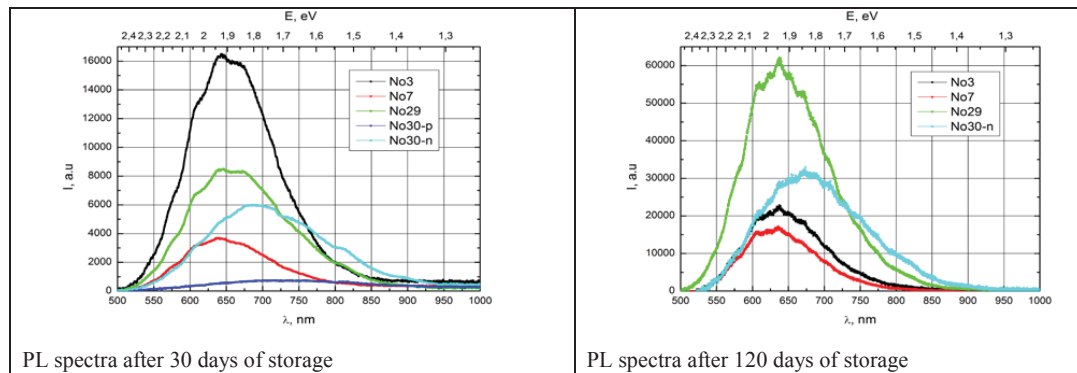 E, eV
2,4 2,3 2,2 2,1 2 1,9 1,8 1,7 1,6 1,5 1,4 1,3
16000
14000
12000
10000
8000
6000
4000
2000
0
I, a.u
No3
No7
No29
No30-p
No30-n
500 550 600 650 700 750 800 850 900 950 1000
λ, nm
PL spectra after 30 days of storage
E, eV
2,4 2,3 2,2 2,1 2 1,9 1,8 1,7 1,6 1,5 1,4 1,3
60000
50000
40000
30000
20000
10000
0
I, a.u
No3
No7
No29
No30-n
500 550 600 650 700 750 800 850 900 950 1000
λ, nm
PL spectra after 120 days of storage